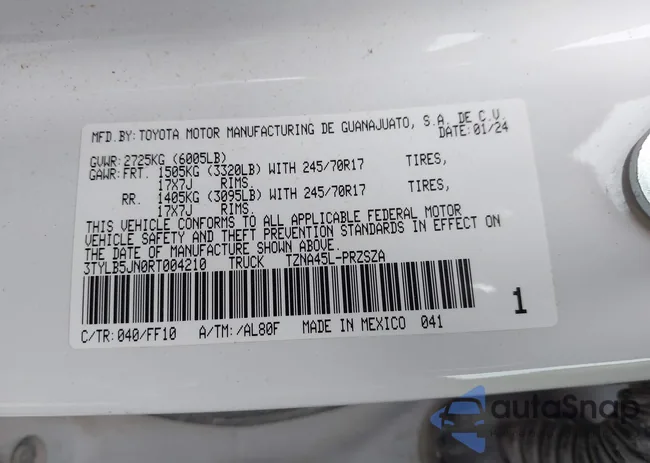 MFD.BY:TOYOTA MOTOR MANUFACTURING DE GUANAJUATO, S.A. DE C.V.
DATE:01/24
GVWR:2725KG (6005LB)
GAWR:FRT. 1505KG (3320LB) WITH 245/70R17 TIRES,
17X7J RIMS.
RR. 1405KG (3095LB) WITH 245/70R17 TIRES,
17X7J RIMS.
THIS VEHICLE CONFORMS TO ALL APPLICABLE FEDERAL MOTOR
VEHICLE SAFETY AND THEFT PREVENTION STANDARDS IN EFFECT ON
THE DATE OF MANUFACTURE SHOWN ABOVE.
3TYLB5JN0RT004210 TRUCK TZNA45L-PRZSZA
1
C/TR:040/FF10 A/TM:/AL80F MADE IN MEXICO 041
autoSnap